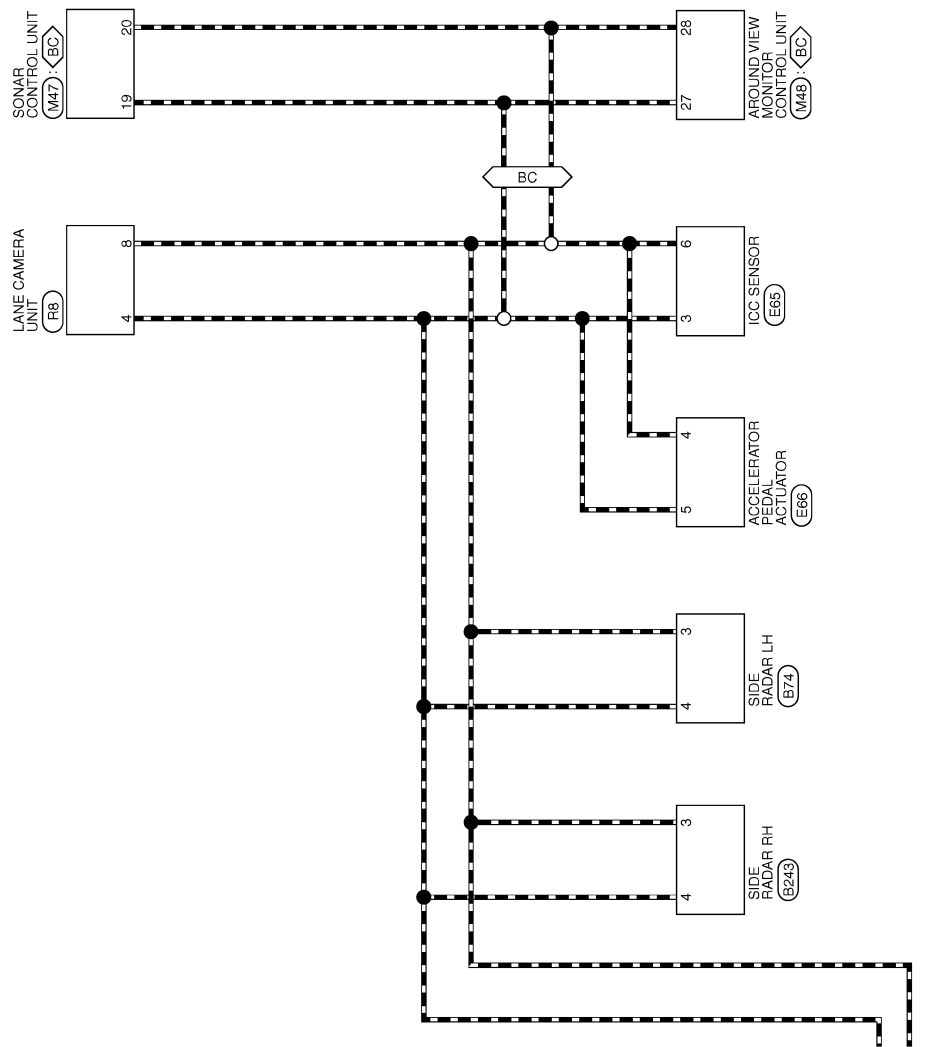 SONAR
CONTROL UNIT
M47 : BC
20
19
28
27
AROUND VIEW
MONITOR
CONTROL UNIT
M48 : BC
BC
LANE CAMERA
UNIT
R8
8
4
6
3
ICC SENSOR
E65
4
5
ACCELERATOR
PEDAL
ACTUATOR
E66
3
4
SIDE
RADAR LH
B74
3
4
SIDE
RADAR RH
B243